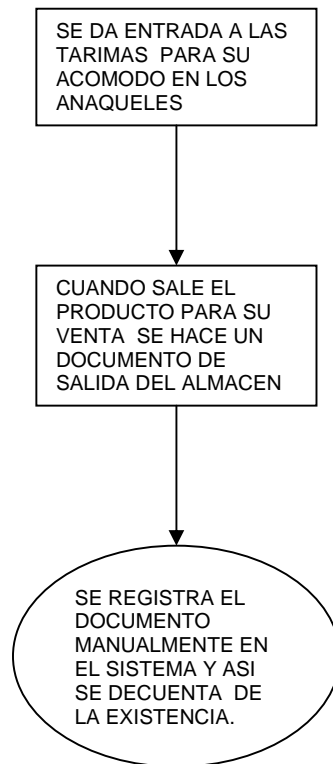 SE DA ENTRADA A LAS
TARIMAS PARA SU
ACOMODO EN LOS
ANAQUELES
CUANDO SALE EL
PRODUCTO PARA SU
VENTA SE HACE UN
DOCUMENTO DE
SALIDA DEL ALMACEN
SE REGISTRA EL
DOCUMENTO
MANUALMENTE EN
EL SISTEMA Y ASI
SE DECUENTA DE
LA EXISTENCIA.